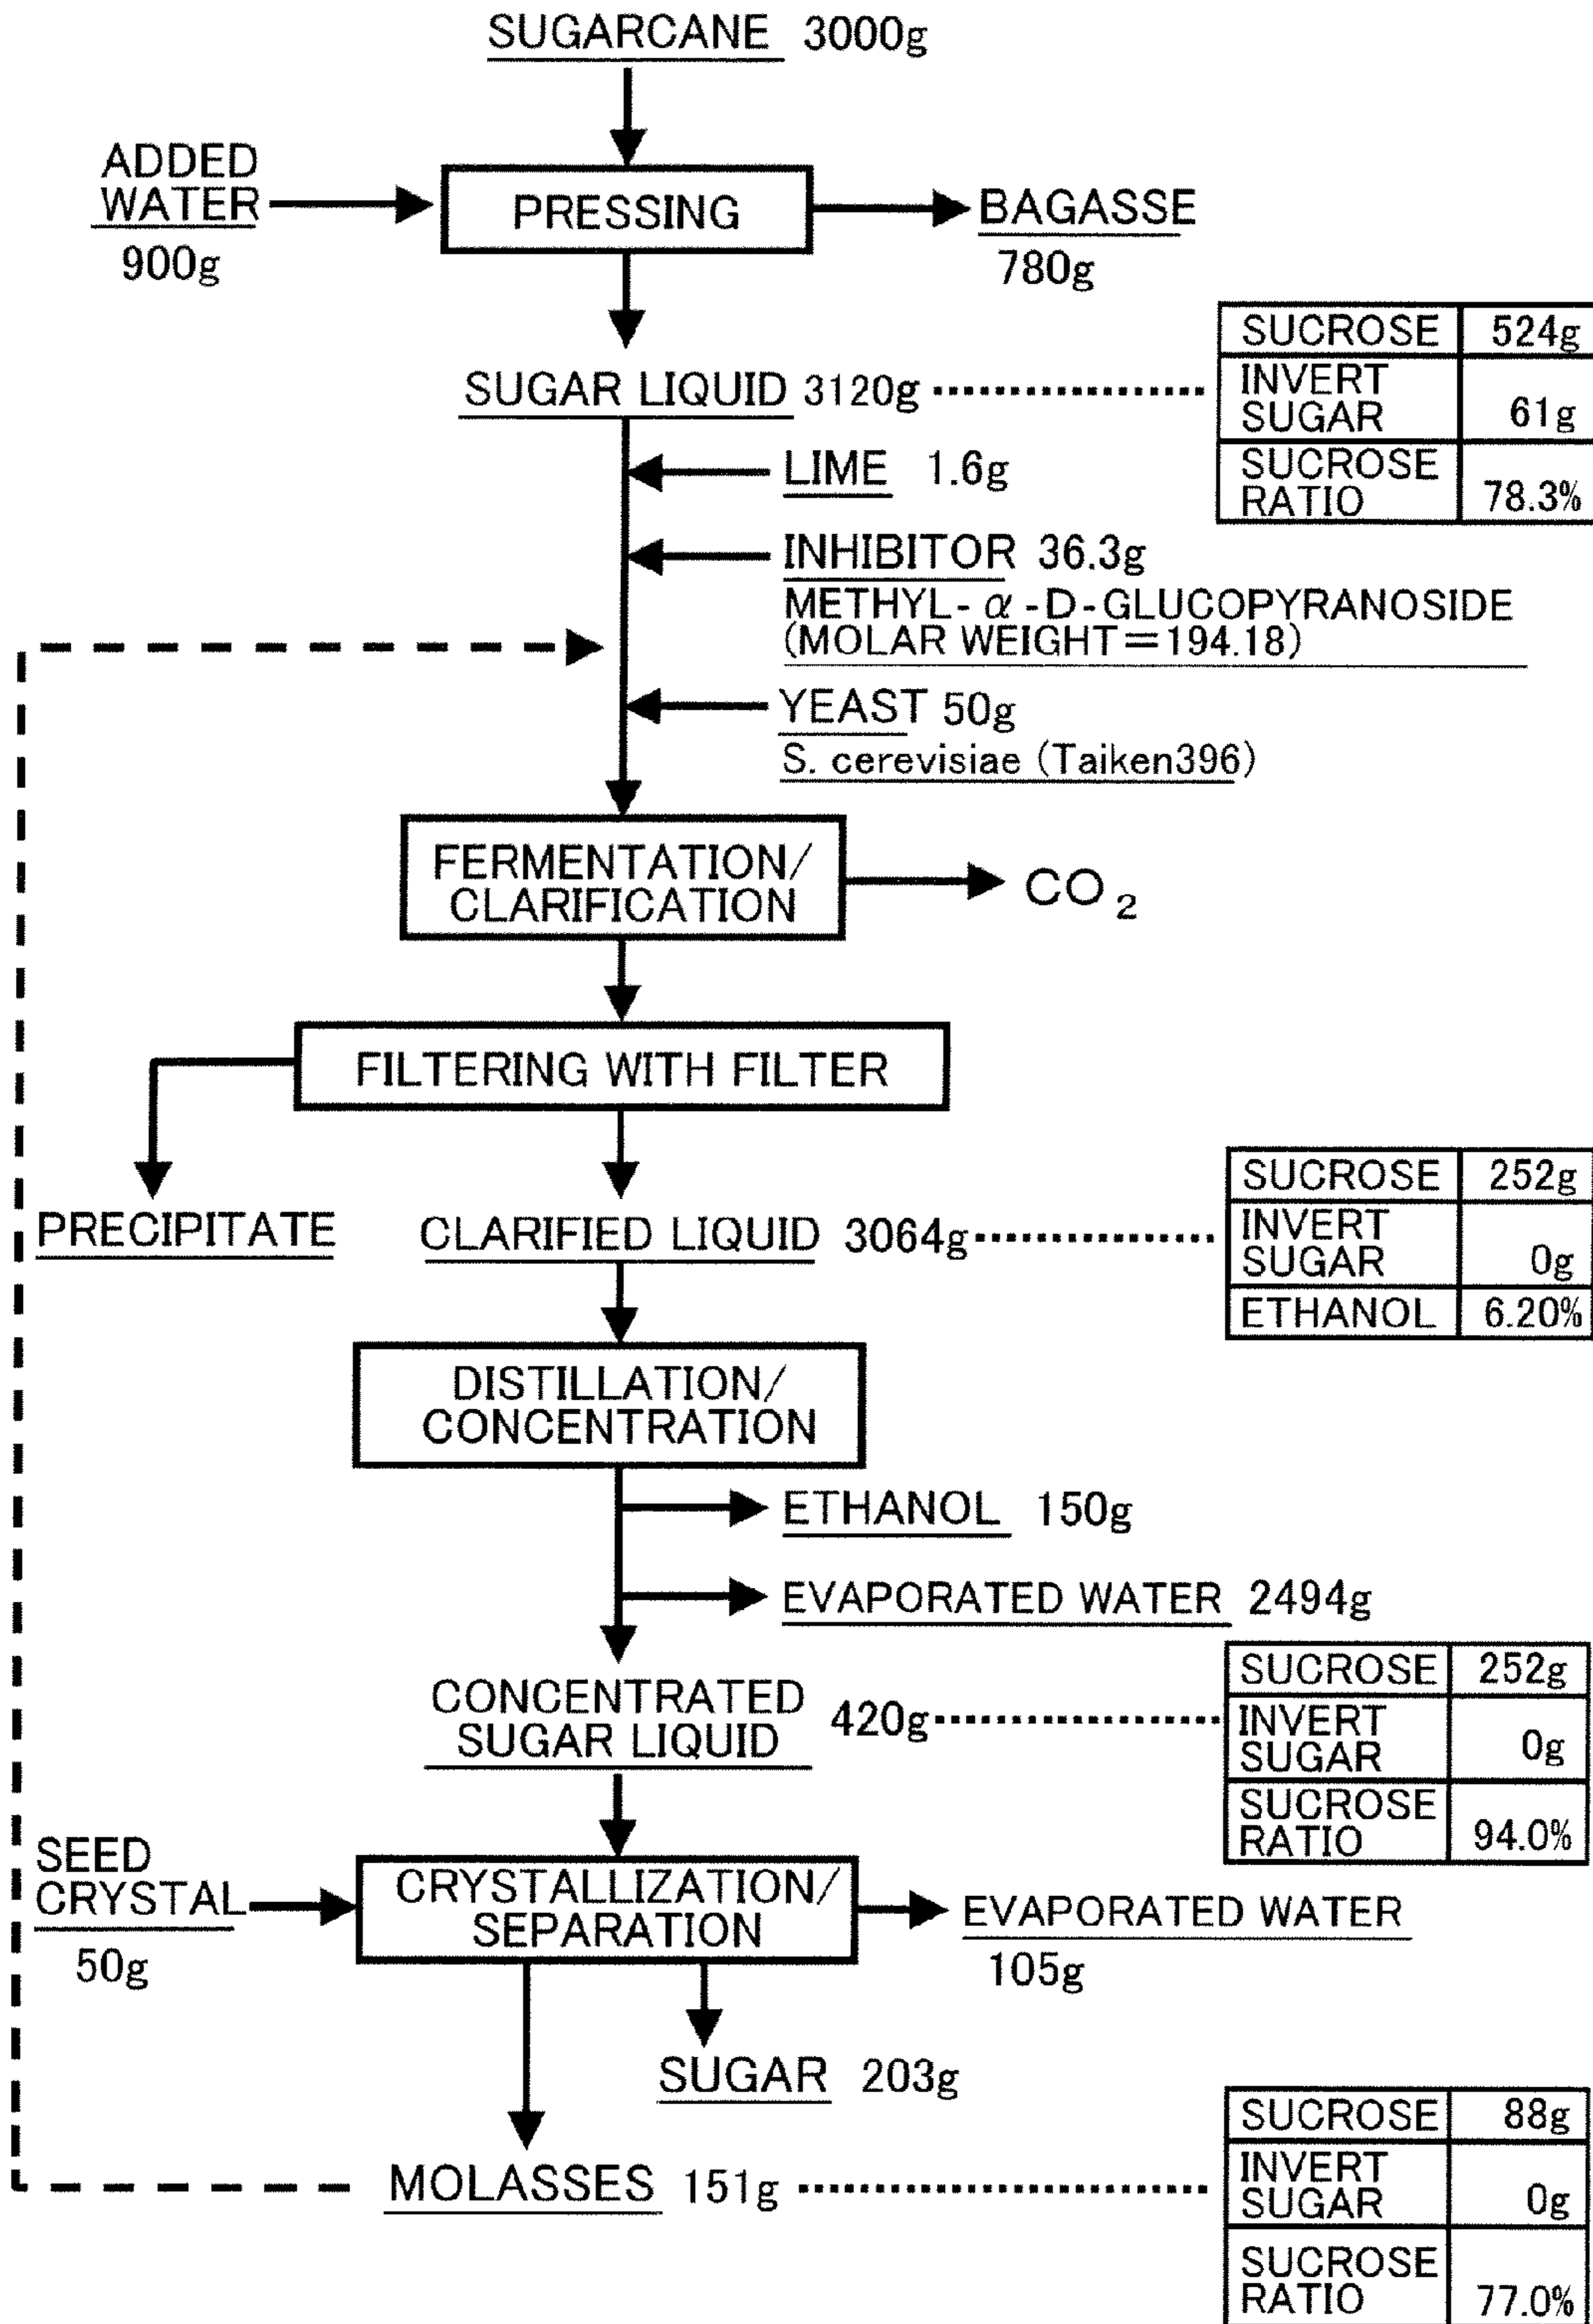 SUGARCANE 3000g
ADDED
WATER
900g
PRESSING
BAGASSE
780g
SUGAR LIQUID 3120g
SUCROSE 524g
INVERT
SUGAR 61g
SUCROSE
RATIO 78.3%
LIME 1.6g
INHIBITOR 36.3g
METHYL-α-D-GLUCOPYRANOSIDE
(MOLAR WEIGHT=194.18)
YEAST 50g
S. cerevisiae (Taiken396)
FERMENTATION/
CLARIFICATION
CO₂
FILTERING WITH FILTER
PRECIPITATE
CLARIFIED LIQUID 3064g
SUCROSE 252g
INVERT
SUGAR 0g
ETHANOL 6.20%
DISTILLATION/
CONCENTRATION
ETHANOL 150g
EVAPORATED WATER 2494g
CONCENTRATED
SUGAR LIQUID 420g
SUCROSE 252g
INVERT
SUGAR 0g
SUCROSE
RATIO 94.0%
SEED
CRYSTAL
50g
CRYSTALLIZATION/
SEPARATION
EVAPORATED WATER
105g
SUGAR 203g
MOLASSES 151g
SUCROSE 88g
INVERT
SUGAR 0g
SUCROSE
RATIO 77.0%